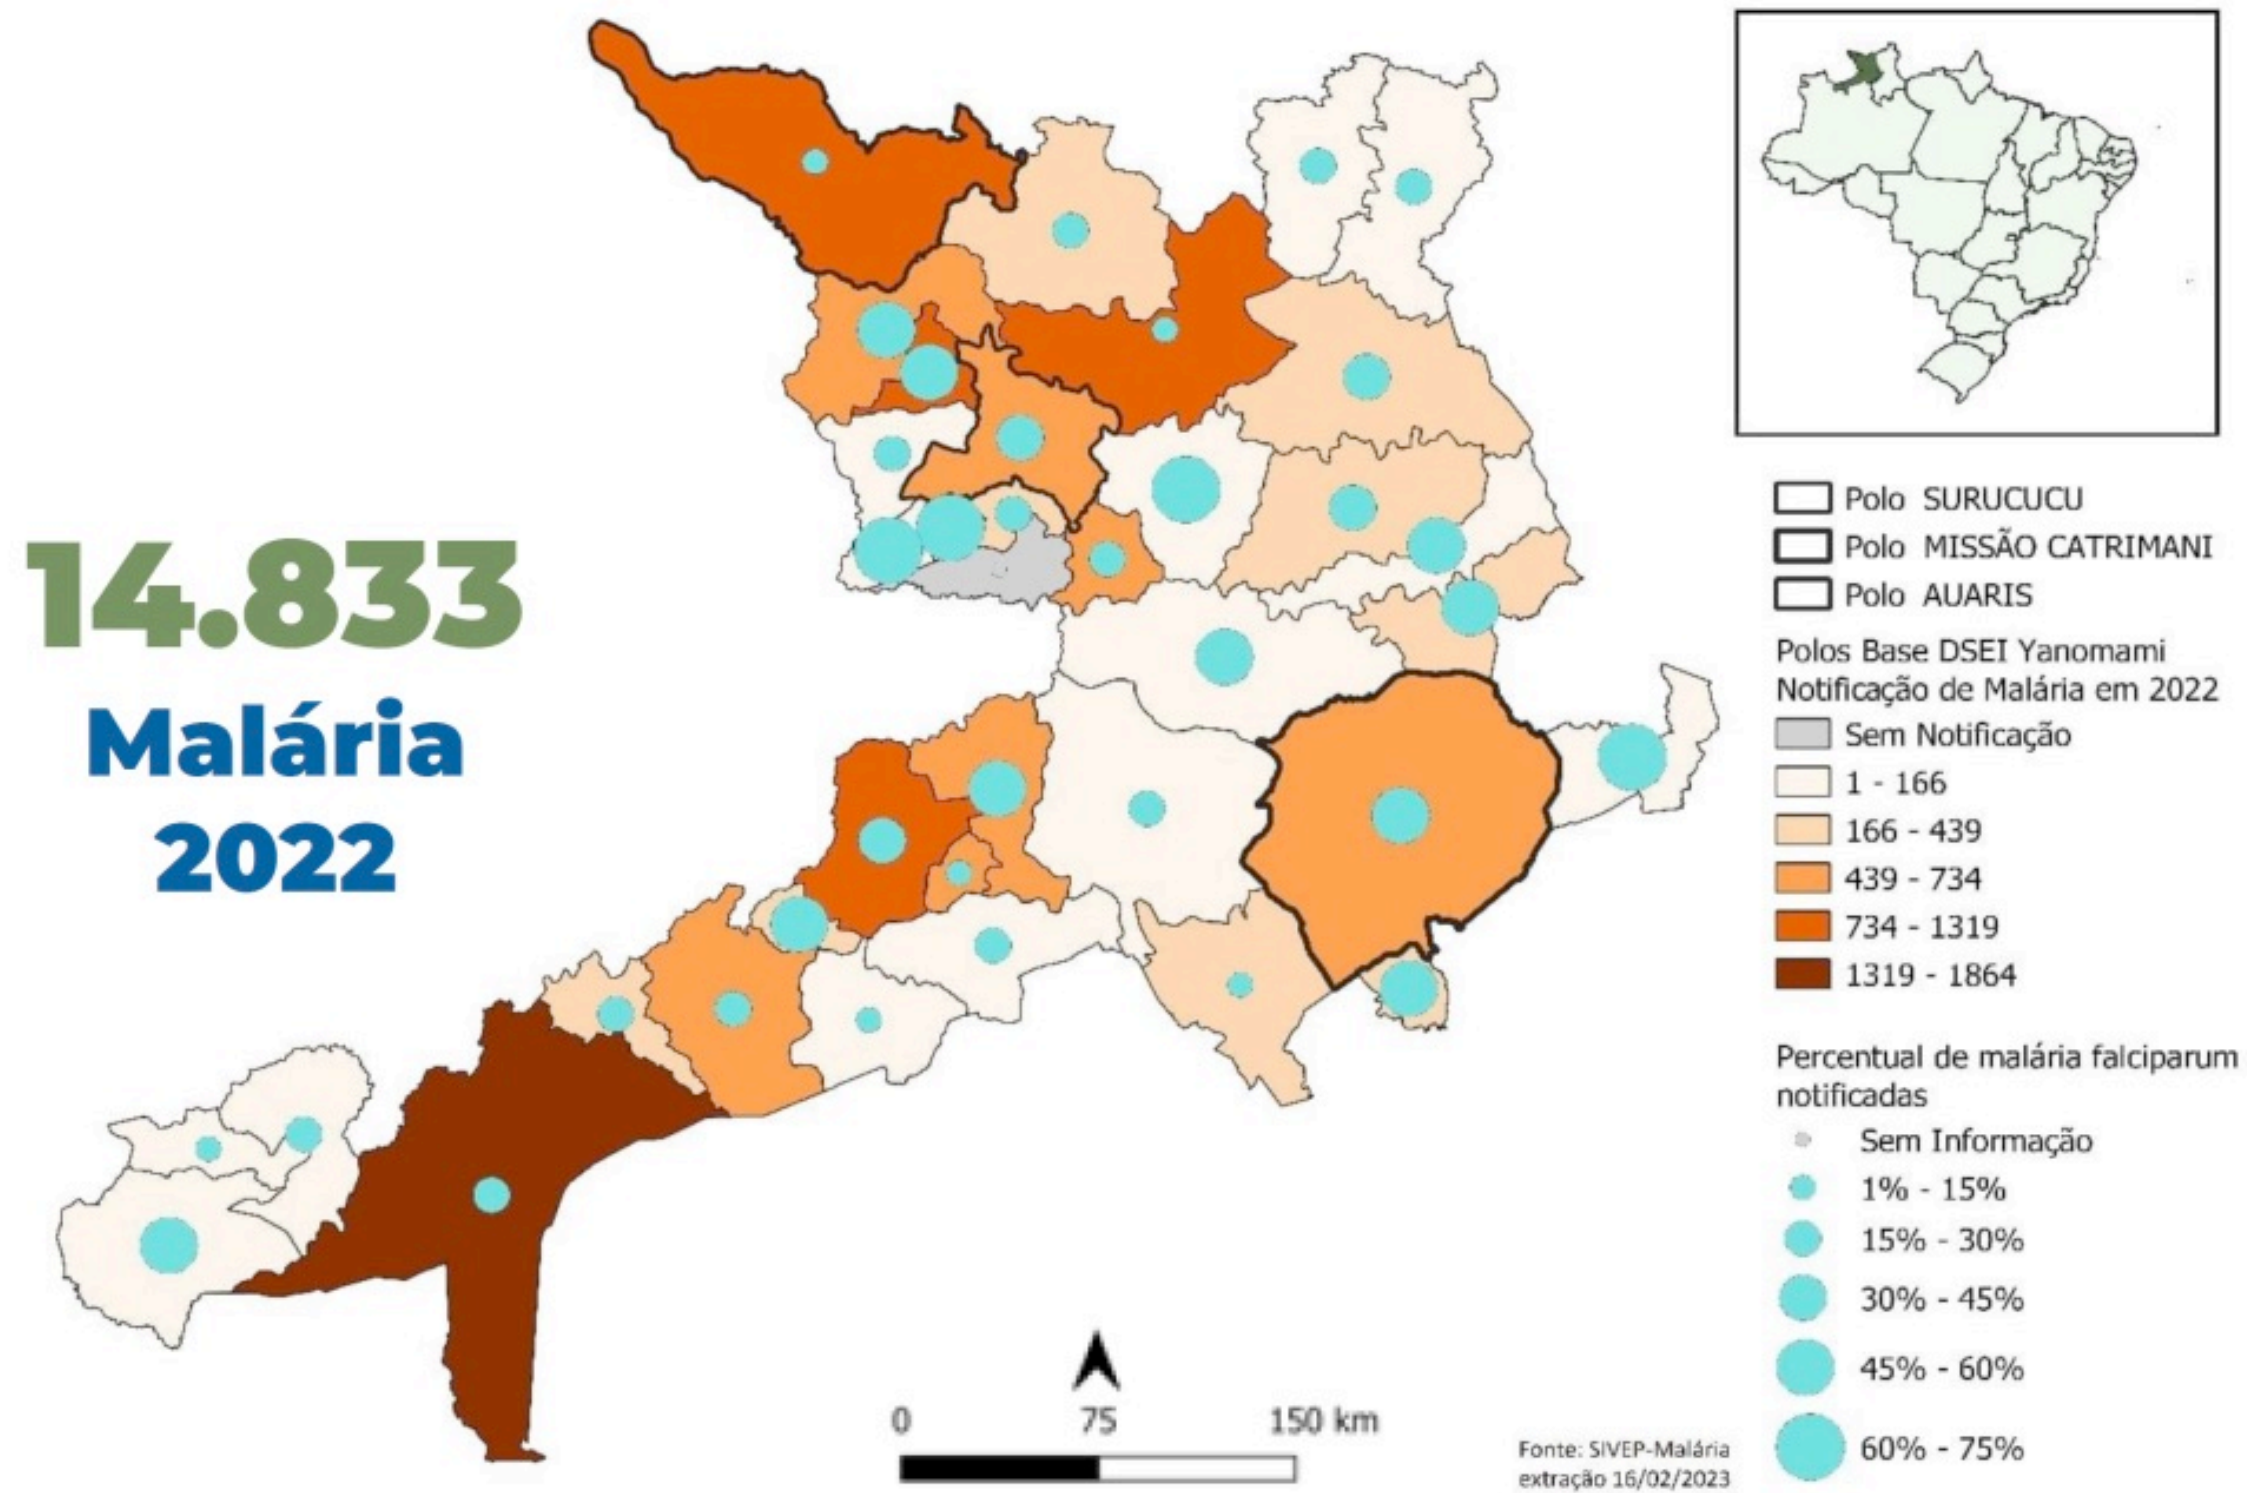 14.833
Malária
2022
Polo SURUCUCU
Polo MISSÃO CATRIMANI
Polo AUARIS
Polos Base DSEI Yanomami
Notificação de Malária em 2022
Sem Notificação
1 - 166
166 - 439
439 - 734
734 - 1319
1319 - 1864
Percentual de malária falciparum
notificadas
Sem Informação
1% - 15%
15% - 30%
30% - 45%
45% - 60%
60% - 75%
0 75 150 km
Fonte: SIVEP-Malária
extração 16/02/2023